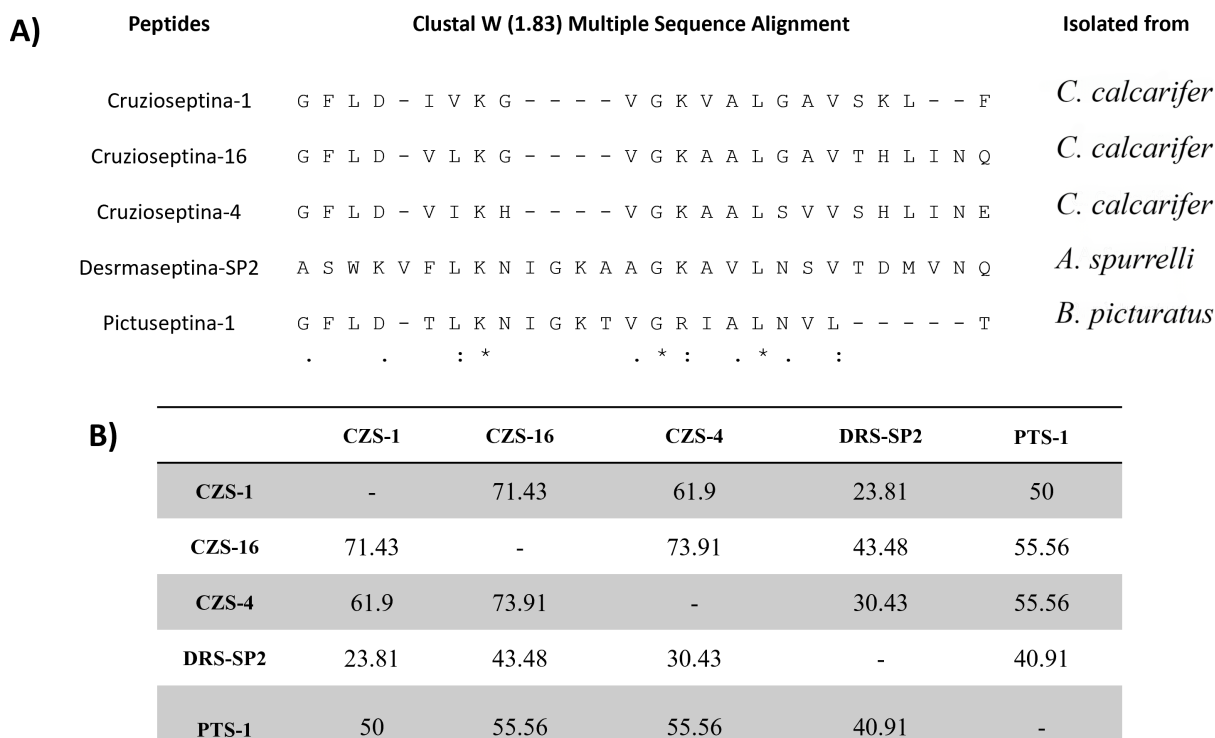 A) Peptides Clustal W (1.83) Multiple Sequence Alignment Isolated from
Cruzioseptina-1 G F L D - I V K G - - - - V G K V A L G A V S K L - - F C. calcarifer
Cruzioseptina-16 G F L D - V L K G - - - - V G K A A L G A V T H L I N Q C. calcarifer
Cruzioseptina-4 G F L D - V I K H - - - - V G K A A L S V V S H L I N E C. calcarifer
Desrmaseptina-SP2 A S W K V F L K N I G K A A G K A V L N S V T D M V N Q A. spurrelli
Pictuseptina-1 G F L D - T L K N I G K T V G R I A L N V L - - - - - T B. picturatus
. . : * . * : . * . :
B) CZS-1 CZS-16 CZS-4 DRS-SP2 PTS-1
CZS-1 - 71.43 61.9 23.81 50
CZS-16 71.43 - 73.91 43.48 55.56
CZS-4 61.9 73.91 - 30.43 55.56
DRS-SP2 23.81 43.48 30.43 - 40.91
PTS-1 50 55.56 55.56 40.91 -